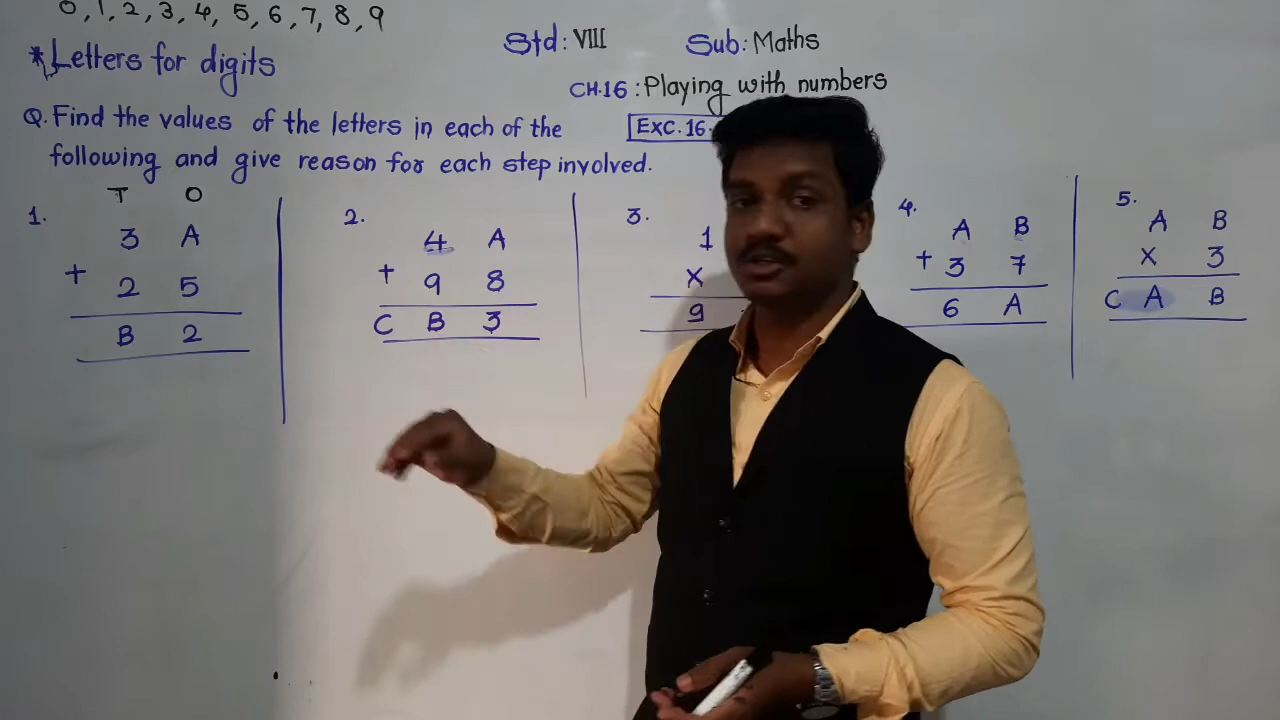 0, 1, 2, 3, 4, 5, 6, 7, 8, 9
*Letters for digits
Std: VIII Sub: Maths
CH.16 : Playing with numbers
Q. Find the values of the letters in each of the
EXC. 16.
following and give reason for each step involved.
1.
T O
3 A
+ 2 5
B 2
2.
4 A
+ 9 8
C B 3
3.
1
X
9
4.
A B
+ 3 7
6 A
5.
A B
X 3
C A B